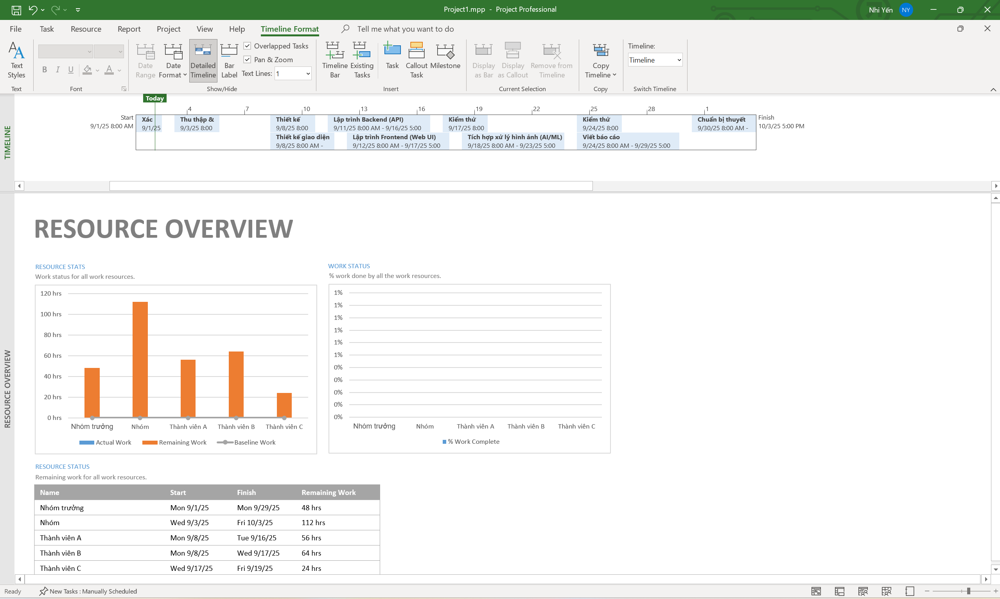 Project1.mpp - Project Professional
Nhi Yến NY
File Task Resource Report Project View Help Timeline Format Tell me what you want to do
Text Styles
Text
B I U A
Font
Date Range
Date Format
Detailed Timeline
Bar Label
Overlapped Tasks
Pan & Zoom
Text Lines: 1
Show/Hide
Timeline Bar
Existing Tasks
Task
Callout Task
Milestone
Insert
Display as Bar
Display as Callout
Remove from Timeline
Current Selection
Copy Timeline
Copy
Timeline:
Timeline
Switch Timeline
TIMELINE
Today
4 7 10 13 16 19 22 25 28 1
Start
9/1/25 8:00 AM
Xác
9/1/25
Thu thập &
9/3/25 8:00
Thiết kế
9/8/25 8:00
Lập trình Backend (API)
9/11/25 8:00 AM - 9/16/25 5:00
Kiểm thử
9/17/25 8:00
Kiểm thử
9/24/25 8:00
Chuẩn bị thuyết
9/30/25 8:00 AM -
Thiết kế giao diện
9/8/25 8:00 AM -
Lập trình Frontend (Web UI)
9/12/25 8:00 AM - 9/17/25 5:00
Tích hợp xử lý hình ảnh (AI/ML)
9/18/25 8:00 AM - 9/23/25 5:00
Viết báo cáo
9/24/25 8:00 AM - 9/29/25 5:00
Finish
10/3/25 5:00 PM
RESOURCE OVERVIEW
RESOURCE OVERVIEW
RESOURCE STATS
Work status for all work resources.
120 hrs
100 hrs
80 hrs
60 hrs
40 hrs
20 hrs
0 hrs
Nhóm trưởng Nhóm Thành viên A Thành viên B Thành viên C
Actual Work Remaining Work Baseline Work
WORK STATUS
% work done by all the work resources.
1%
1%
1%
1%
1%
1%
0%
0%
0%
0%
0%
Nhóm trưởng Nhóm Thành viên A Thành viên B Thành viên C
% Work Complete
RESOURCE STATUS
Remaining work for all work resources.
Name Start Finish Remaining Work
Nhóm trưởng Mon 9/1/25 Mon 9/29/25 48 hrs
Nhóm Wed 9/3/25 Fri 10/3/25 112 hrs
Thành viên A Mon 9/8/25 Tue 9/16/25 56 hrs
Thành viên B Mon 9/8/25 Wed 9/17/25 64 hrs
Thành viên C Wed 9/17/25 Fri 9/19/25 24 hrs
Ready New Tasks : Manually Scheduled